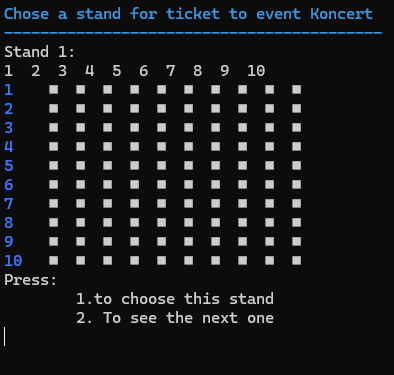 Chose a stand for ticket to event Koncert
------------------------------------------
Stand 1:
1  2  3  4  5  6  7  8  9  10
1    ■  ■  ■  ■  ■  ■  ■  ■  ■  ■
2    ■  ■  ■  ■  ■  ■  ■  ■  ■  ■
3    ■  ■  ■  ■  ■  ■  ■  ■  ■  ■
4    ■  ■  ■  ■  ■  ■  ■  ■  ■  ■
5    ■  ■  ■  ■  ■  ■  ■  ■  ■  ■
6    ■  ■  ■  ■  ■  ■  ■  ■  ■  ■
7    ■  ■  ■  ■  ■  ■  ■  ■  ■  ■
8    ■  ■  ■  ■  ■  ■  ■  ■  ■  ■
9    ■  ■  ■  ■  ■  ■  ■  ■  ■  ■
10   ■  ■  ■  ■  ■  ■  ■  ■  ■  ■
Press:
        1.to choose this stand
        2. To see the next one